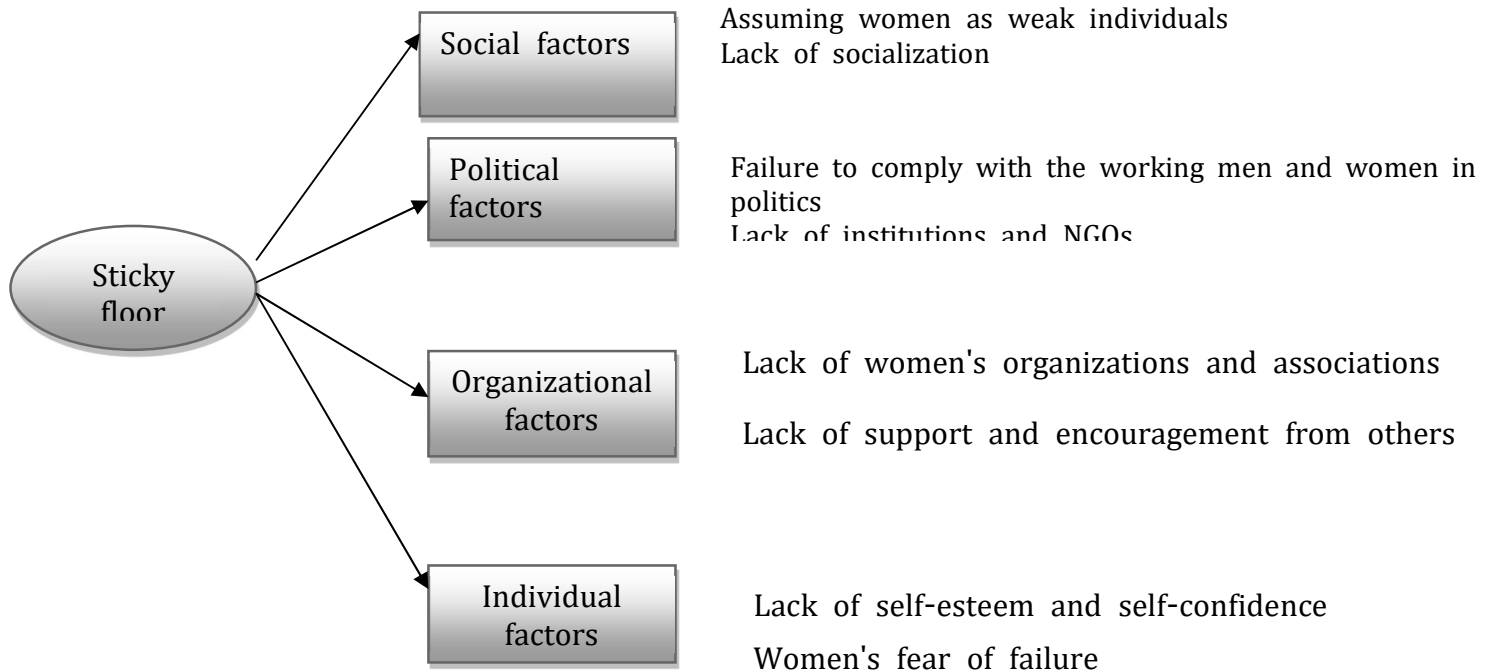 Social factors
Assuming women as weak individuals
Lack of socialization
Political
factors
Failure to comply with the working men and women in
politics
Lack of institutions and NGOs
Sticky
floor
Organizational
factors
Lack of women's organizations and associations
Lack of support and encouragement from others
Individual
factors
Lack of self-esteem and self-confidence
Women's fear of failure